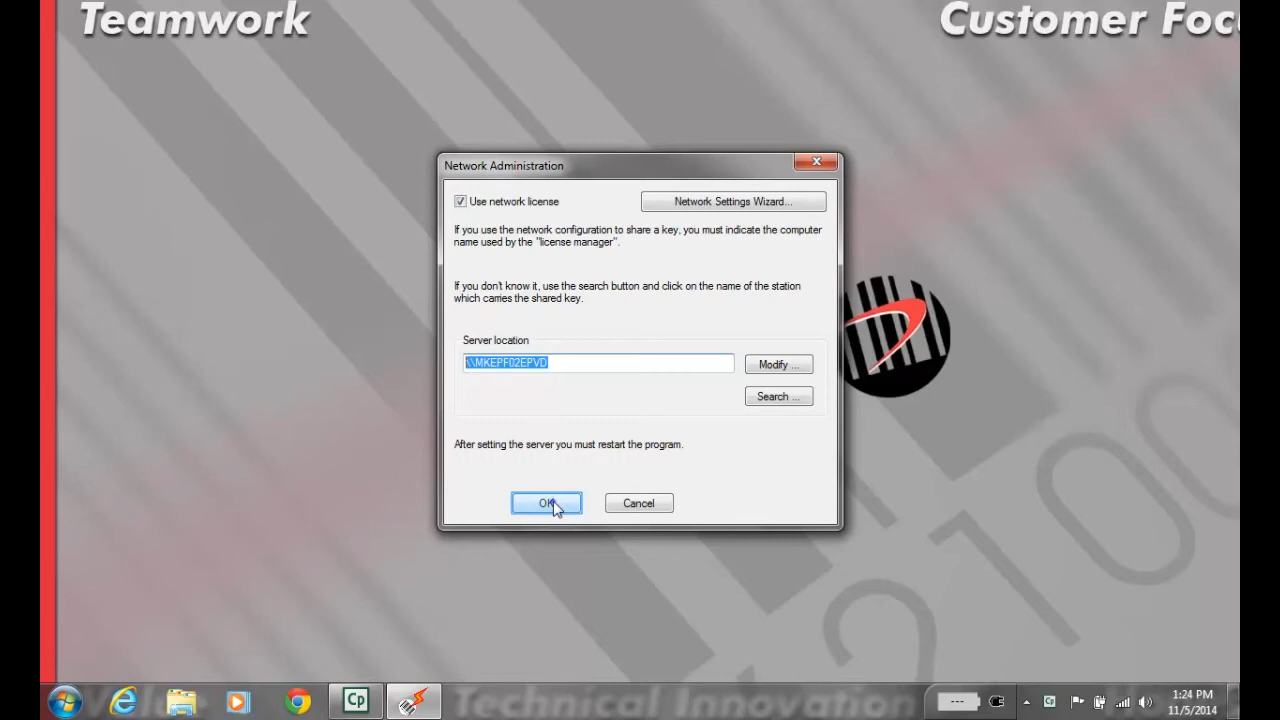 Teamwork
Customer Focu
Network Administration
Use network license
Network Settings Wizard...
If you use the network configuration to share a key, you must indicate the computer
name used by the "license manager".
If you don't know it, use the search button and click on the name of the station
which carries the shared key.
Server location
\\MKEPF02EPVD
Modify ...
Search ...
After setting the server you must restart the program.
OK
Cancel
2100
Technical Innovation
Cp
---
Cp
1:24 PM
11/5/2014